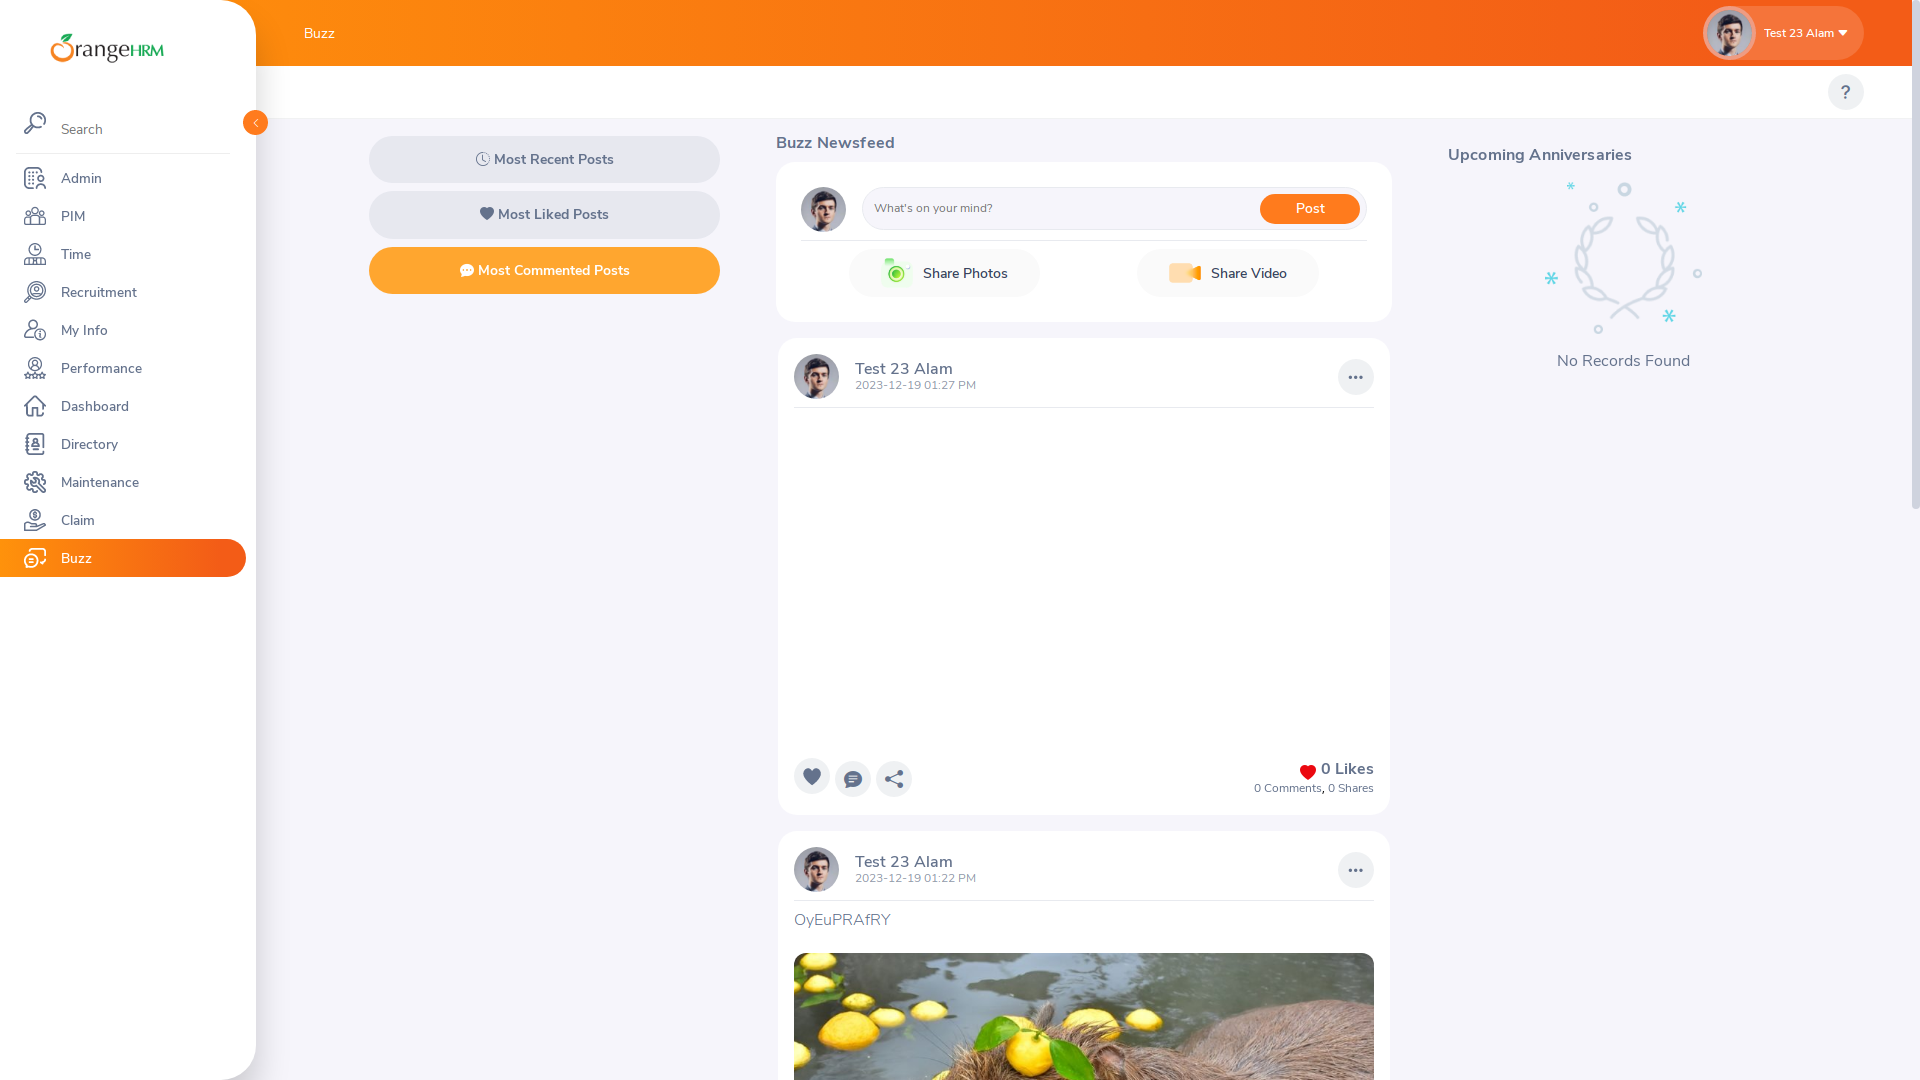 OrangeHRM
Search
Admin
PIM
Time
Recruitment
My Info
Performance
Dashboard
Directory
Maintenance
Claim
Buzz
Buzz
Test 23 Alam
?
Most Recent Posts
Most Liked Posts
Most Commented Posts
Buzz Newsfeed
What's on your mind?
Post
Share Photos
Share Video
Test 23 Alam
2023-12-19 01:27 PM
0 Likes
0 Comments, 0 Shares
Test 23 Alam
2023-12-19 01:22 PM
OyEuPRAfRY
Upcoming Anniversaries
No Records Found